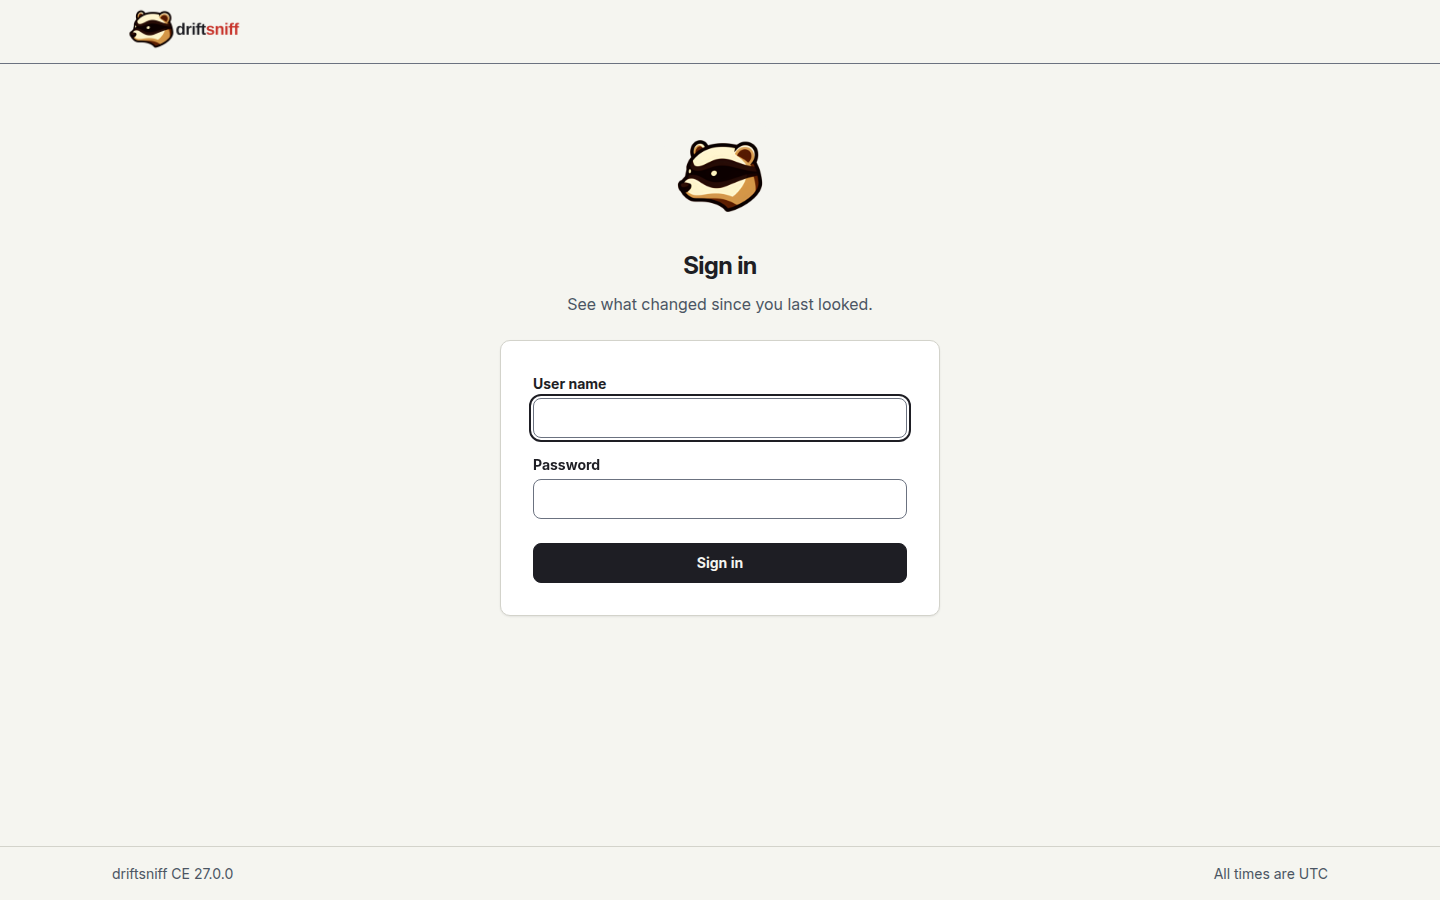 driftsniff
Sign in
See what changed since you last looked.
User name
Password
Sign in
driftsniff CE 27.0.0
All times are UTC